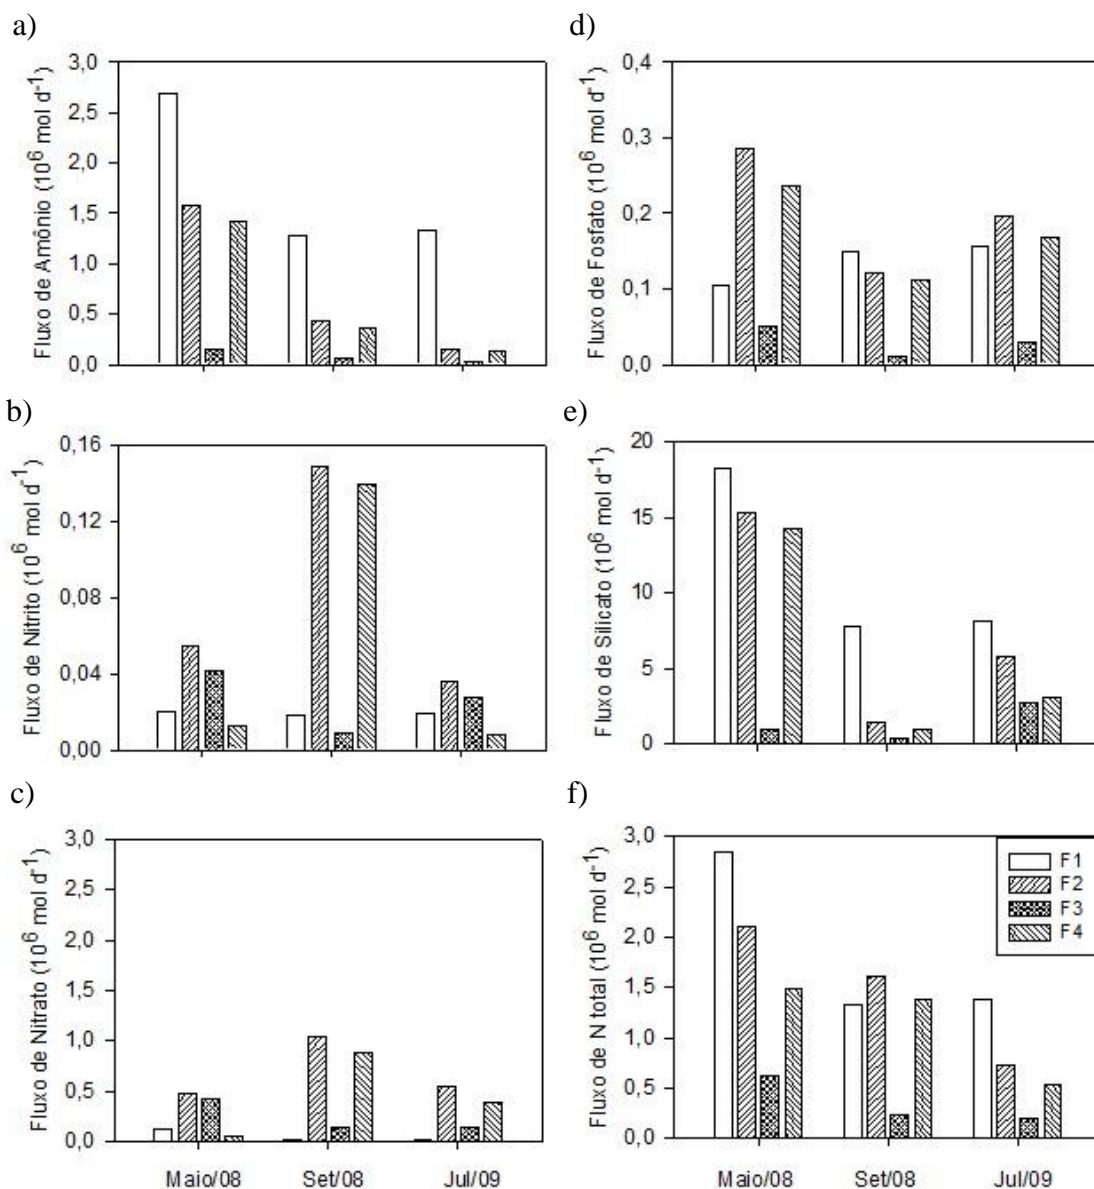 a)
Fluxo de Amônio (10⁶ mol d⁻¹)
3,0
2,5
2,0
1,5
1,0
0,5
0,0
d)
Fluxo de Fosfato (10⁶ mol d⁻¹)
0,4
0,3
0,2
0,1
0,0
b)
Fluxo de Nitrito (10⁶ mol d⁻¹)
0,16
0,12
0,08
0,04
0,00
e)
Fluxo de Silicato (10⁶ mol d⁻¹)
20
15
10
5
0
c)
Fluxo de Nitrato (10⁶ mol d⁻¹)
3,0
2,5
2,0
1,5
1,0
0,5
0,0
Maio/08 Set/08 Jul/09
f)
Fluxo de N total (10⁶ mol d⁻¹)
3,0
2,5
2,0
1,5
1,0
0,5
0,0
F1
F2
F3
F4
Maio/08 Set/08 Jul/09